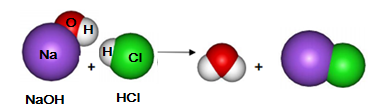 O H H
Na + Cl +
NaOH HCl